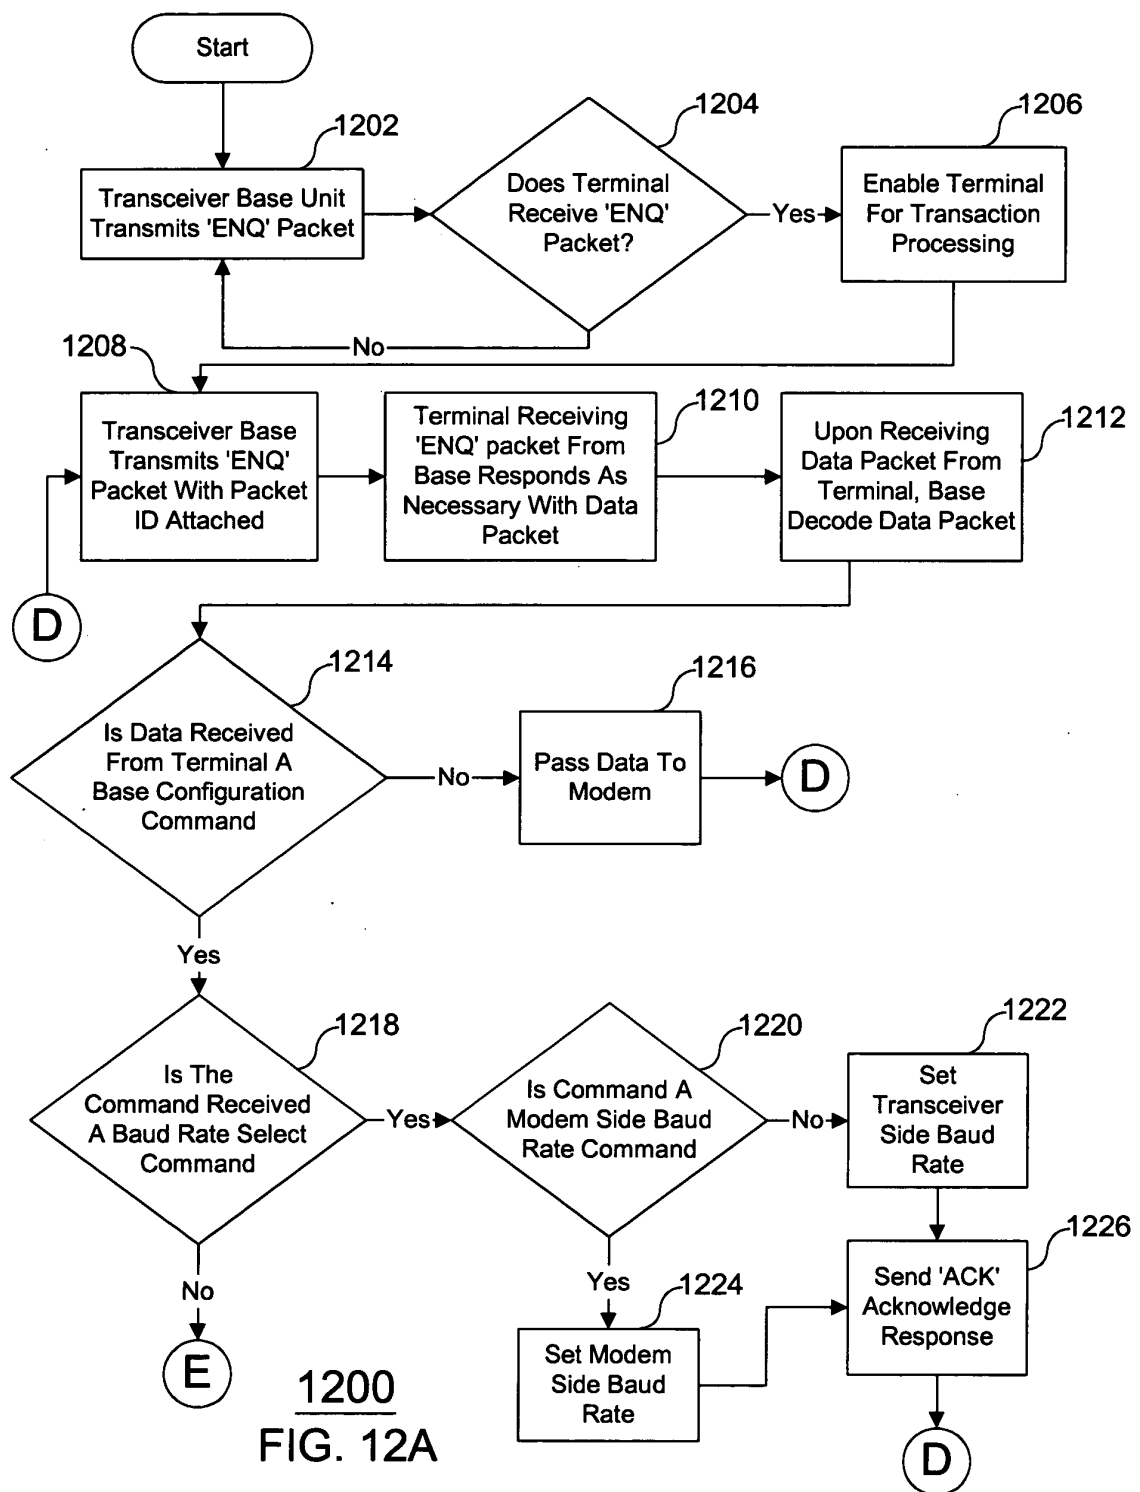 Start
1202
Transceiver Base Unit
Transmits 'ENQ' Packet
1204
Does Terminal
Receive 'ENQ'
Packet?
Yes
1206
Enable Terminal
For Transaction
Processing
No
1208
Transceiver Base
Transmits 'ENQ'
Packet With Packet
ID Attached
1210
Terminal Receiving
'ENQ' packet From
Base Responds As
Necessary With Data
Packet
1212
Upon Receiving
Data Packet From
Terminal, Base
Decode Data Packet
D
1214
Is Data Received
From Terminal A
Base Configuration
Command
No
1216
Pass Data To
Modem
D
Yes
1218
Is The
Command Received
A Baud Rate Select
Command
Yes
1220
Is Command A
Modem Side Baud
Rate Command
No
1222
Set
Transceiver
Side Baud
Rate
1226
Send 'ACK'
Acknowledge
Response
No
Yes
1224
Set Modem
Side Baud
Rate
E
D
1200
FIG. 12A